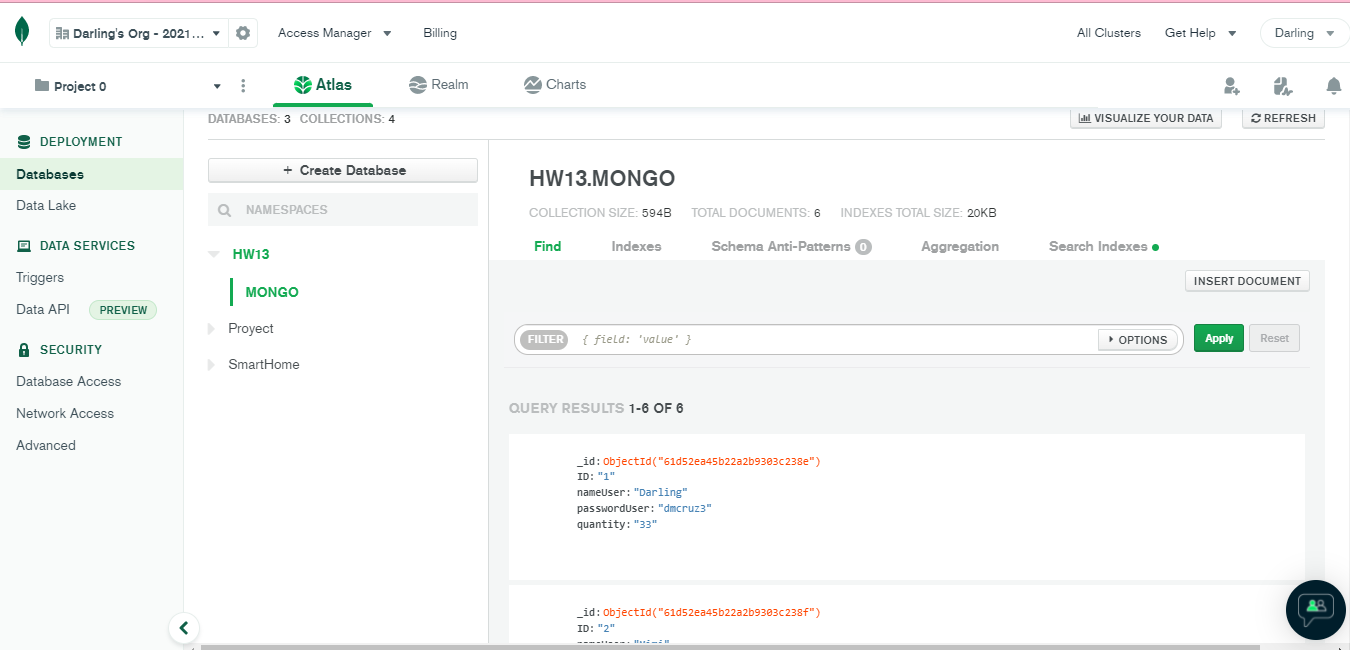 Darling's Org - 2021... Access Manager Billing All Clusters Get Help Darling
Project 0 Atlas Realm Charts
DATABASES: 3 COLLECTIONS: 4 VISUALIZE YOUR DATA REFRESH
DEPLOYMENT
Databases
Data Lake
DATA SERVICES
Triggers
Data API PREVIEW
SECURITY
Database Access
Network Access
Advanced
+ Create Database
NAMESPACES
HW13
MONGO
Proyect
SmartHome
HW13.MONGO
COLLECTION SIZE: 594B TOTAL DOCUMENTS: 6 INDEXES TOTAL SIZE: 20KB
Find Indexes Schema Anti-Patterns 0 Aggregation Search Indexes
INSERT DOCUMENT
FILTER { field: 'value' } OPTIONS Apply Reset
QUERY RESULTS 1-6 OF 6
_id: ObjectId("61d52ea45b22a2b9303c238e")
ID: "1"
nameUser: "Darling"
passwordUser: "dmcruz3"
quantity: "33"
_id: ObjectId("61d52ea45b22a2b9303c238f")
ID: "2"